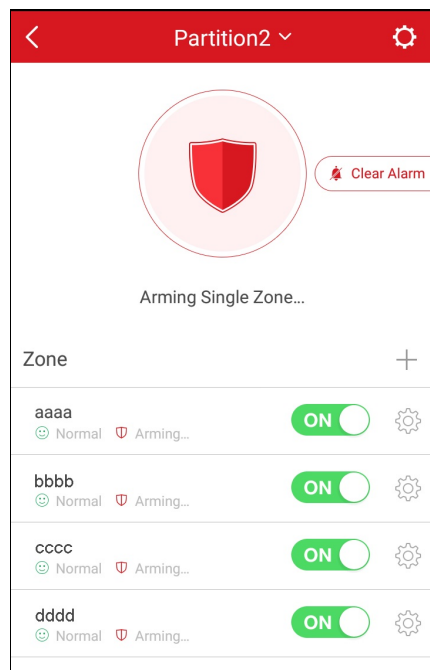 Partition2
Clear Alarm
Arming Single Zone...
Zone
aaaa
ON
Normal Arming...
bbbb
ON
Normal Arming...
cccc
ON
Normal Arming...
dddd
ON
Normal Arming...